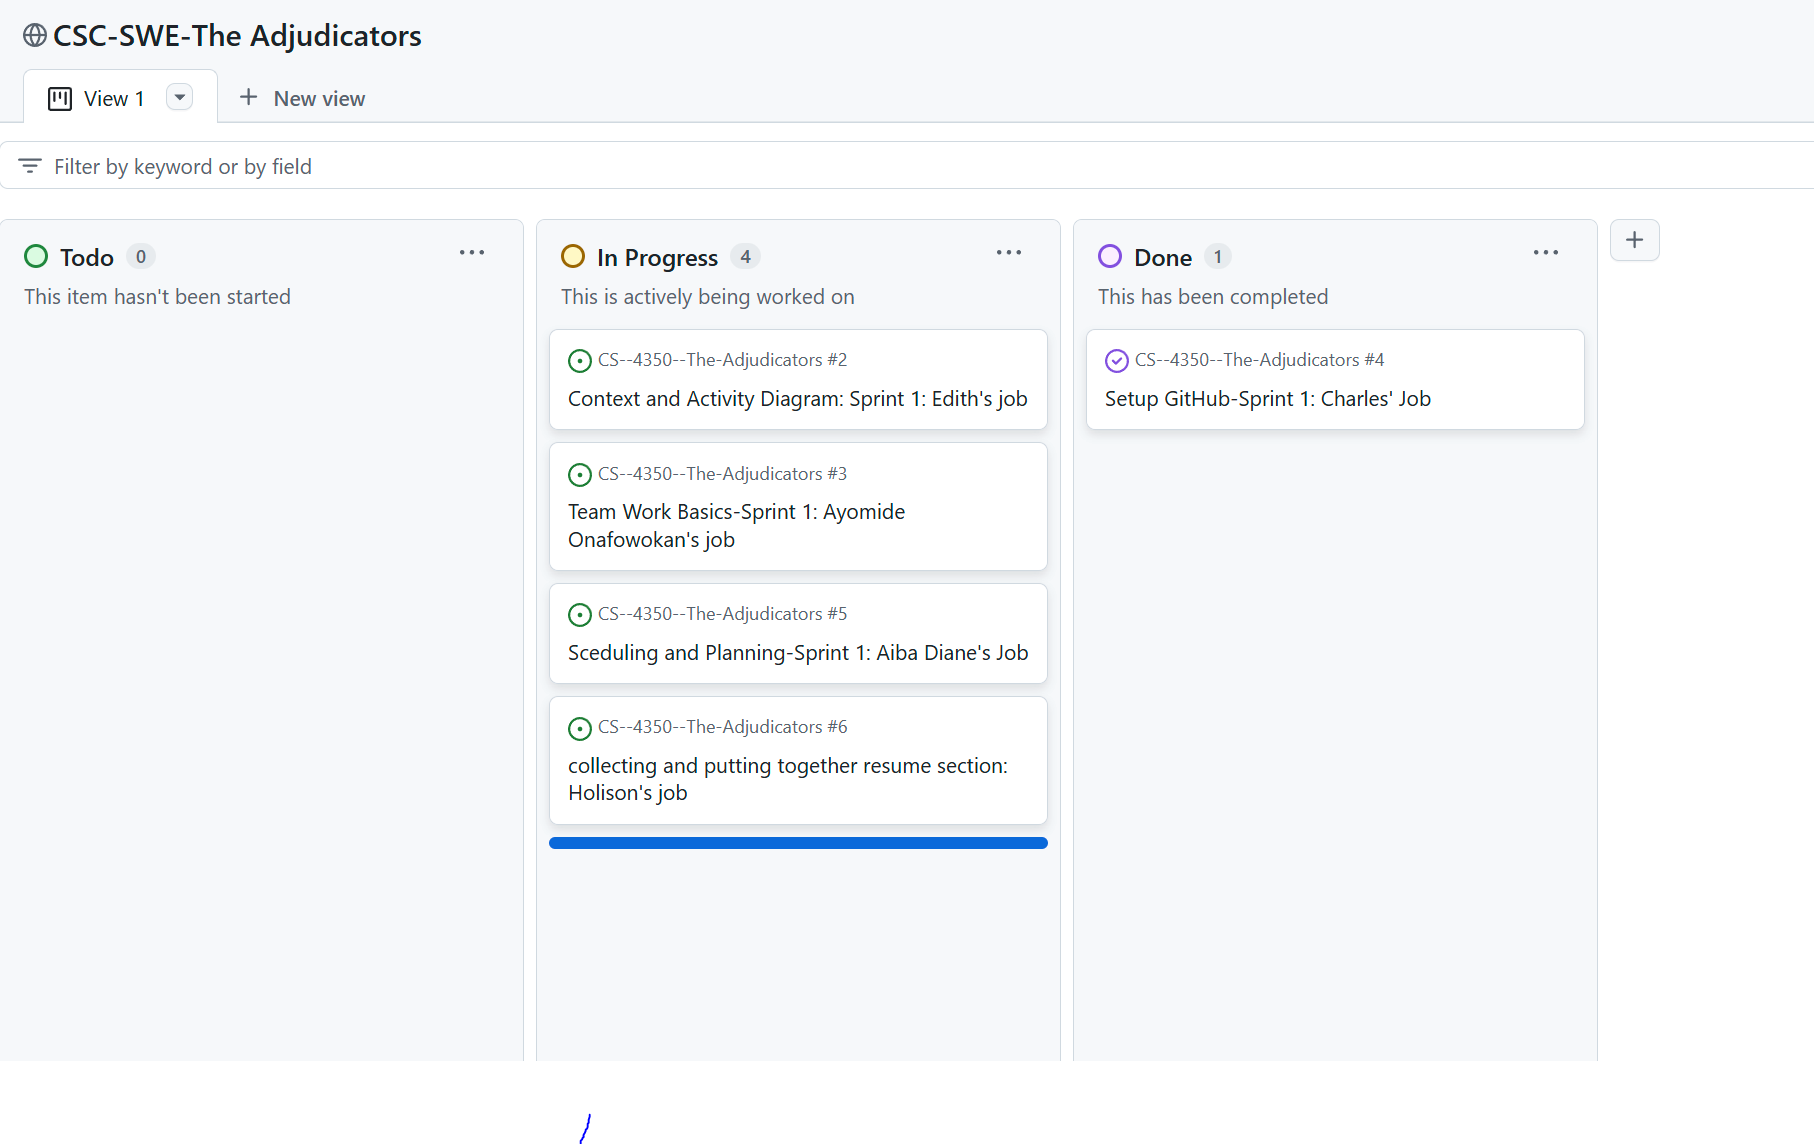 CSC-SWE-The Adjudicators
View 1
New view
Filter by keyword or by field
Todo 0
This item hasn't been started
In Progress 4
This is actively being worked on
CS--4350--The-Adjudicators #2
Context and Activity Diagram: Sprint 1: Edith's job
CS--4350--The-Adjudicators #3
Team Work Basics-Sprint 1: Ayomide
Onafowokan's job
CS--4350--The-Adjudicators #5
Sceduling and Planning-Sprint 1: Aiba Diane's Job
CS--4350--The-Adjudicators #6
collecting and putting together resume section:
Holison's job
Done 1
This has been completed
CS--4350--The-Adjudicators #4
Setup GitHub-Sprint 1: Charles' Job